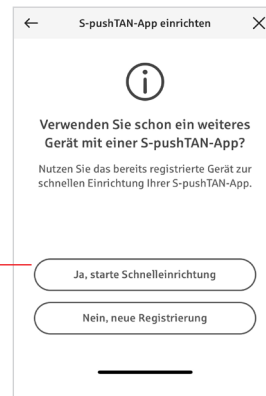 S-pushTAN-App einrichten
Verwenden Sie schon ein weiteres
Gerät mit einer S-pushTAN-App?
Nutzen Sie das bereits registrierte Gerät zur
schnellen Einrichtung Ihrer S-pushTAN-App.
Ja, starte Schnelleinrichtung
Nein, neue Registrierung